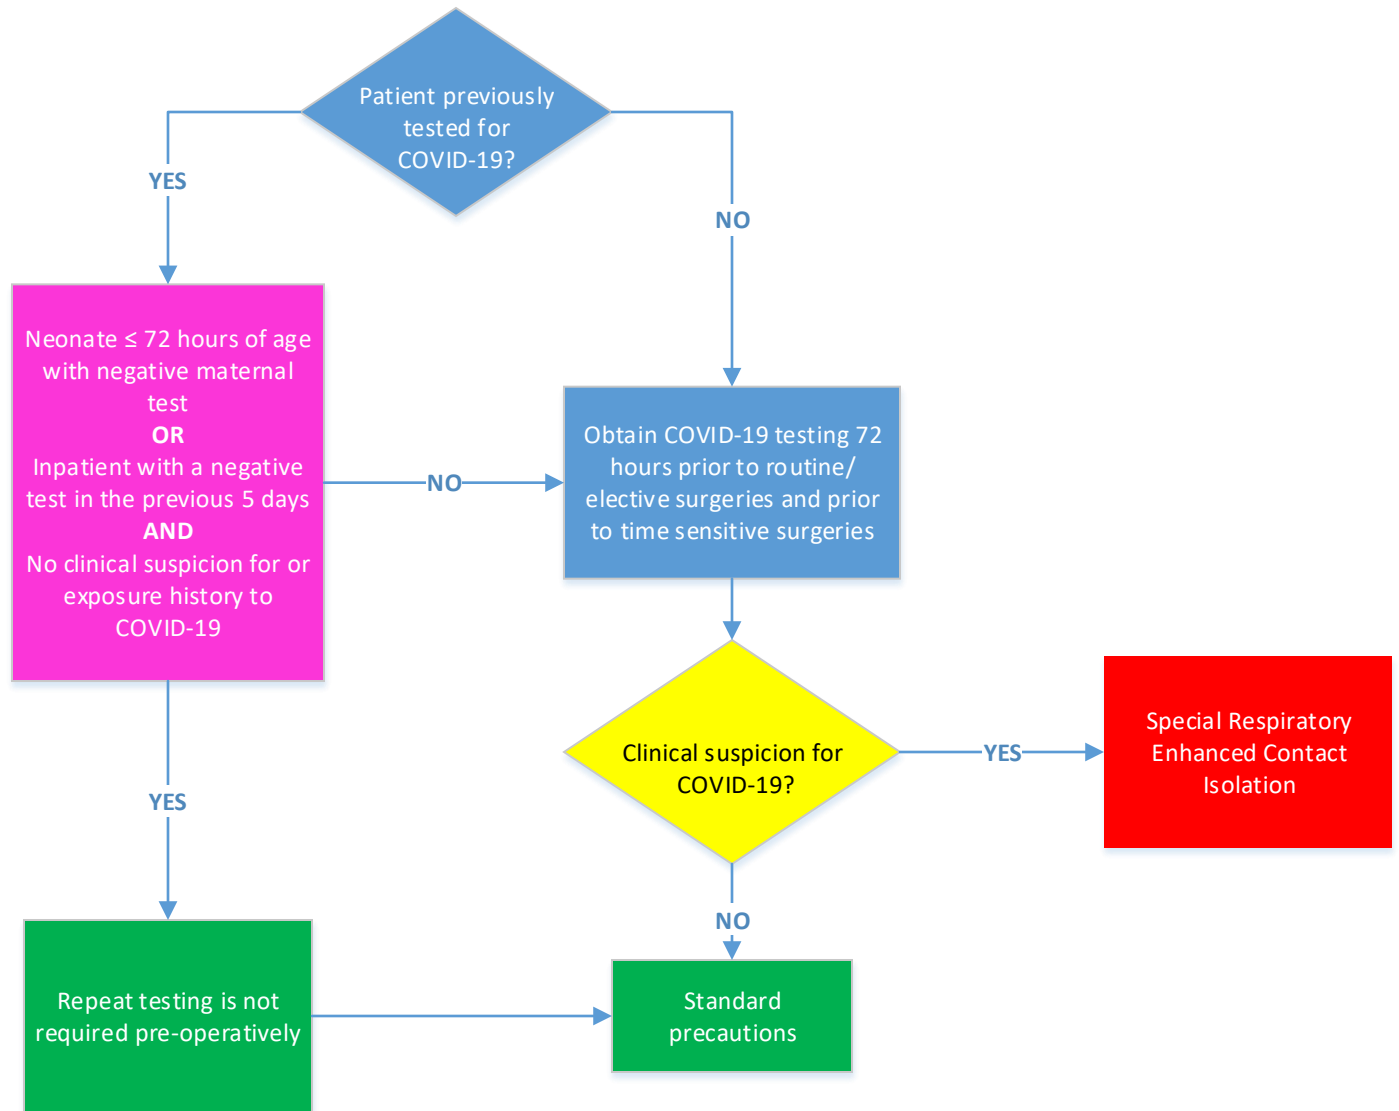 Patient previously
tested for
COVID-19?
YES
NO
Neonate ≤ 72 hours of age
with negative maternal
test
OR
Inpatient with a negative
test in the previous 5 days
AND
No clinical suspicion for or
exposure history to
COVID-19
NO
Obtain COVID-19 testing 72
hours prior to routine/
elective surgeries and prior
to time sensitive surgeries
Clinical suspicion for
COVID-19?
YES
Special Respiratory
Enhanced Contact
Isolation
YES
NO
Repeat testing is not
required pre-operatively
Standard
precautions